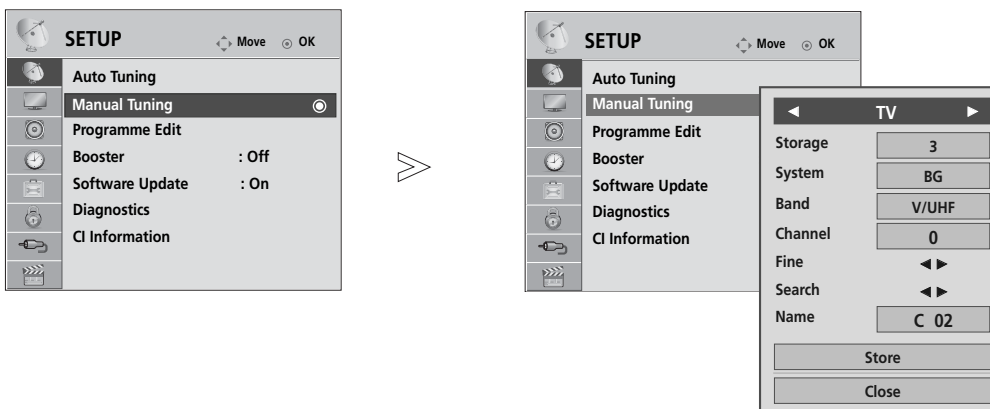 SETUP Move OK
Auto Tuning
Manual Tuning
Programme Edit
Booster : Off
Software Update : On
Diagnostics
CI Information
SETUP Move OK
Auto Tuning
Manual Tuning
Programme Edit
Booster
Software Update
Diagnostics
CI Information
◄ TV ►
Storage 3
System BG
Band V/UHF
Channel 0
Fine ◄ ►
Search ◄ ►
Name C 02
Store
Close